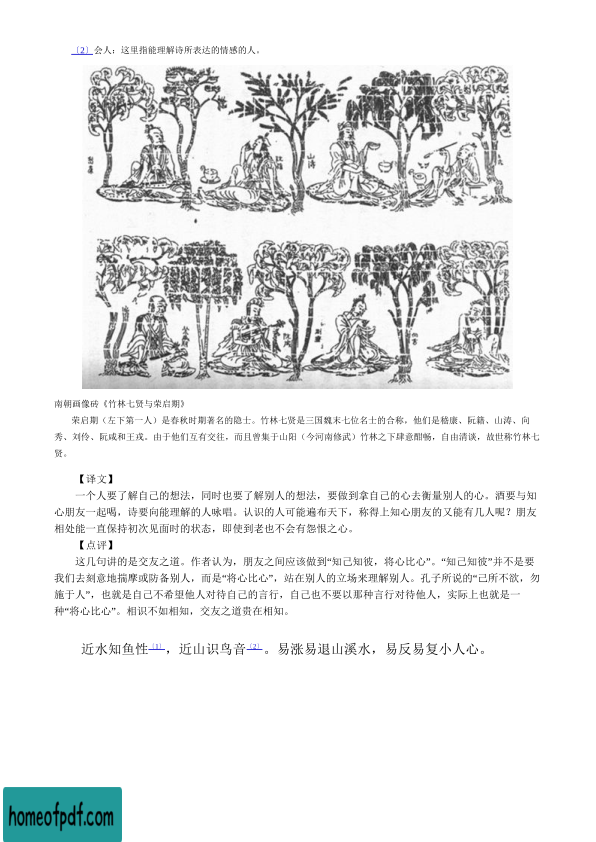 〔2〕会人：这里指能理解诗所表达的情感的人。
山涛
南朝画像砖《竹林七贤与荣启期》
荣启期（左下第一人）是春秋时期著名的隐士。竹林七贤是三国魏末七位名士的合称，他们是嵇康、阮籍、山涛、向
秀、刘伶、阮咸和王戎。由于他们互有交往，而且曾集于山阳（今河南修武）竹林之下肆意酣畅，自由清谈，故世称竹林七
贤。
【译文】
一个人要了解自己的想法，同时也要了解别人的想法，要做到拿自己的心去衡量别人的心。酒要与知
心朋友一起喝，诗要向能理解的人咏唱。认识的人可能遍布天下，称得上知心朋友的又能有几人呢？朋友
相处能一直保持初次见面时的状态，即使到老也不会有怨恨之心。
【点评】
这几句讲的是交友之道。作者认为，朋友之间应该做到“知己知彼，将心比心”。“知己知彼”并不是要
我们去刻意地揣摩或防备别人，而是“将心比心”，站在别人的立场来理解别人。孔子所说的“己所不欲，勿
施于人”，也就是自己不希望他人对待自己的言行，自己也不要以那种言行对待他人，实际上也就是一
种“将心比心”。相识不如相知，交友之道贵在相知。
近水知鱼性〔1〕，近山识鸟音〔2〕。易涨易退山溪水，易反易复小人心。
homeofpdf.com